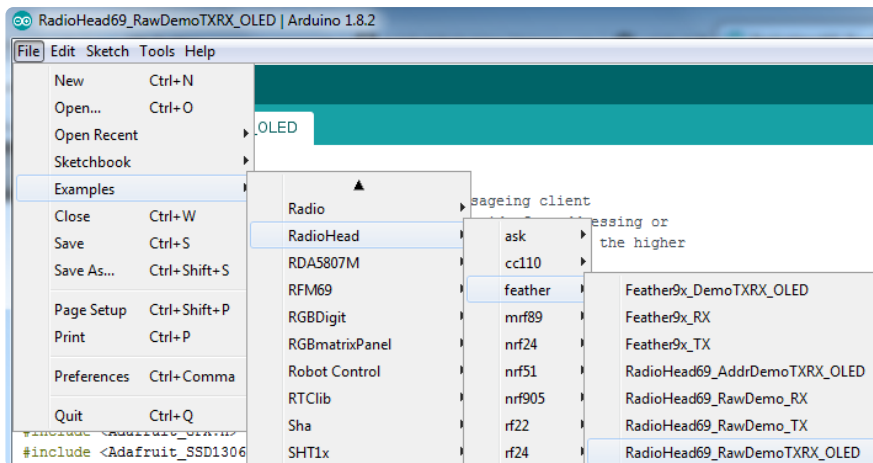 RadioHead69_RawDemoTXRX_OLED | Arduino 1.8.2
File Edit Sketch Tools Help
New Ctrl+N
Open... Ctrl+O
Open Recent
Sketchbook
Examples
Close Ctrl+W
Save Ctrl+S
Save As... Ctrl+Shift+S
Page Setup Ctrl+Shift+P
Print Ctrl+P
Preferences Ctrl+Comma
Quit Ctrl+Q
_OLED
sageing client
essing or
the higher
Radio
RadioHead
RDA5807M
RFM69
RGBDigit
RGBmatrixPanel
Robot Control
RTClib
Sha
SHT1x
ask
cc110
feather
mrf89
nrf24
nrf51
nrf905
rf22
rf24
Feather9x_DemoTXRX_OLED
Feather9x_RX
Feather9x_TX
RadioHead69_AddrDemoTXRX_OLED
RadioHead69_RawDemo_RX
RadioHead69_RawDemo_TX
RadioHead69_RawDemoTXRX_OLED
#include <Adafruit_GFX.h>
#include <Adafruit_SSD1306